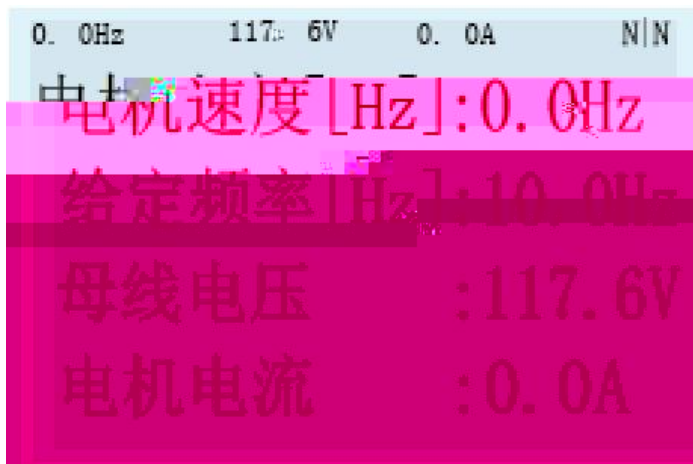 0. 0Hz 117. 6V 0. 0A N|N
电机速度[Hz]:0.0Hz
给定频率[Hz]:10.0Hz
母线电压 :117.6V
电机电流 :0.0A